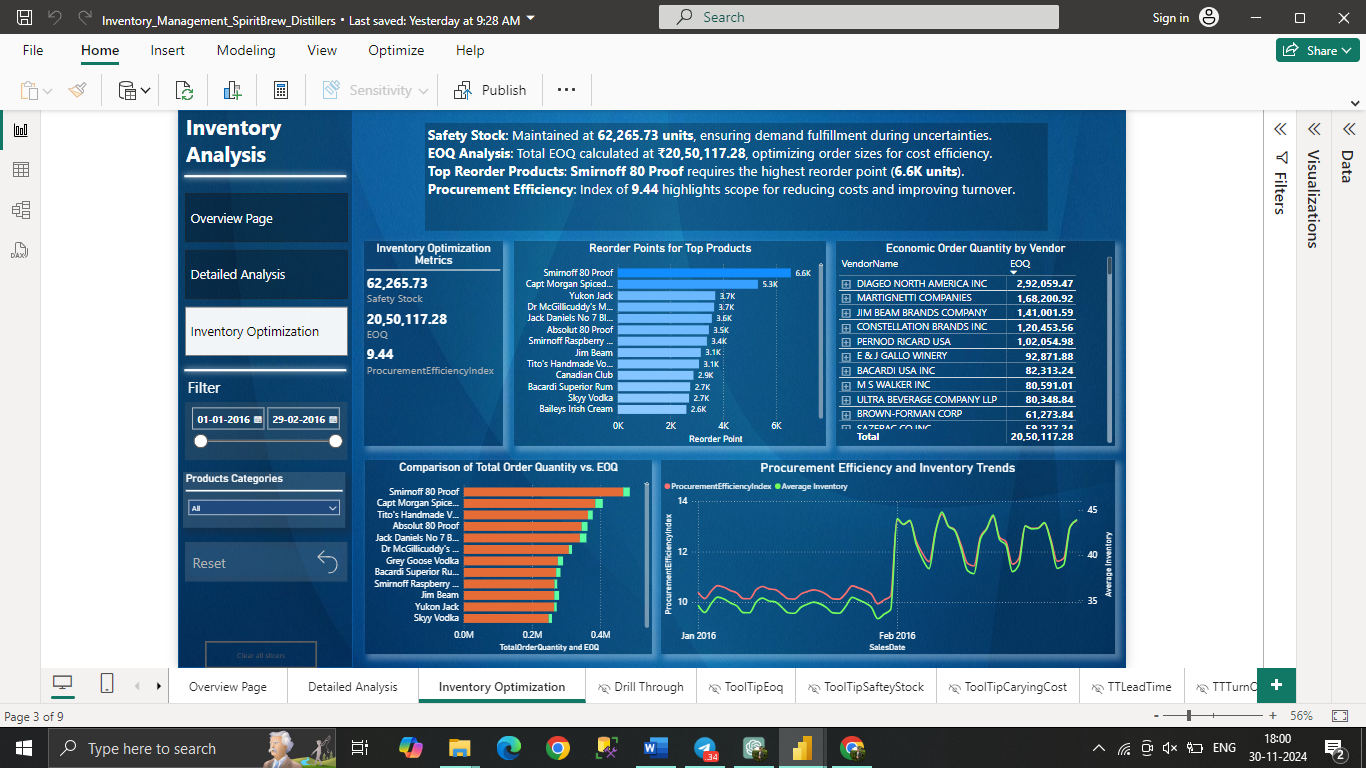 Inventory_Management_SpiritBrew_Distillers • Last saved: Yesterday at 9:28 AM
Search
Sign in
File Home Insert Modeling View Optimize Help
Share
Sensitivity
Publish
Inventory
Analysis
Overview Page
Detailed Analysis
Inventory Optimization
Filter
01-01-2016 29-02-2016
Products Categories
All
Reset
Clear all slicers
Safety Stock: Maintained at 62,265.73 units, ensuring demand fulfillment during uncertainties.
EOQ Analysis: Total EOQ calculated at ₹20,50,117.28, optimizing order sizes for cost efficiency.
Top Reorder Products: Smirnoff 80 Proof requires the highest reorder point (6.6K units).
Procurement Efficiency: Index of 9.44 highlights scope for reducing costs and improving turnover.
Inventory Optimization
Metrics
62,265.73
Safety Stock
20,50,117.28
EOQ
9.44
ProcurementEfficiencyIndex
Reorder Points for Top Products
Smirnoff 80 Proof 6.6K
Capt Morgan Spiced... 5.3K
Yukon Jack 3.7K
Dr McGillicuddy's M... 3.7K
Jack Daniels No 7 Bl... 3.6K
Absolut 80 Proof 3.5K
Smirnoff Raspberry ... 3.4K
Jim Beam 3.1K
Tito's Handmade Vo... 3.1K
Canadian Club 2.9K
Bacardi Superior Rum 2.7K
Skyy Vodka 2.7K
Baileys Irish Cream 2.6K
0K 2K 4K 6K
Reorder Point
Economic Order Quantity by Vendor
VendorName EOQ
DIAGEO NORTH AMERICA INC 2,92,059.47
MARTIGNETTI COMPANIES 1,68,200.92
JIM BEAM BRANDS COMPANY 1,41,001.59
CONSTELLATION BRANDS INC 1,20,453.56
PERNOD RICARD USA 1,02,054.98
E & J GALLO WINERY 92,871.88
BACARDI USA INC 82,313.24
M S WALKER INC 80,591.01
ULTRA BEVERAGE COMPANY LLP 80,348.84
BROWN-FORMAN CORP 61,273.84
SAZERAC CO INC
Total 20,50,117.28
Comparison of Total Order Quantity vs. EOQ
Smirnoff 80 Proof
Capt Morgan Spice...
Tito's Handmade V...
Absolut 80 Proof
Jack Daniels No 7 B...
Dr McGillicuddy's ...
Grey Goose Vodka
Bacardi Superior Ru...
Smirnoff Raspberry ...
Jim Beam
Yukon Jack
Skyy Vodka
0.0M 0.2M 0.4M
TotalOrderQuantity and EOQ
Procurement Efficiency and Inventory Trends
ProcurementEfficiencyIndex Average Inventory
ProcurementEfficiencyIndex
14
12
10
45
40
35
Average Inventory
Jan 2016 Feb 2016
SalesDate
Filters
Visualizations
Data
Overview Page Detailed Analysis Inventory Optimization Drill Through ToolTipEoq ToolTipSafteyStock ToolTipCaryingCost TTLeadTime TTTurnO
Page 3 of 9
- + 56%
Type here to search
.34
ENG
18:00
30-11-2024
2